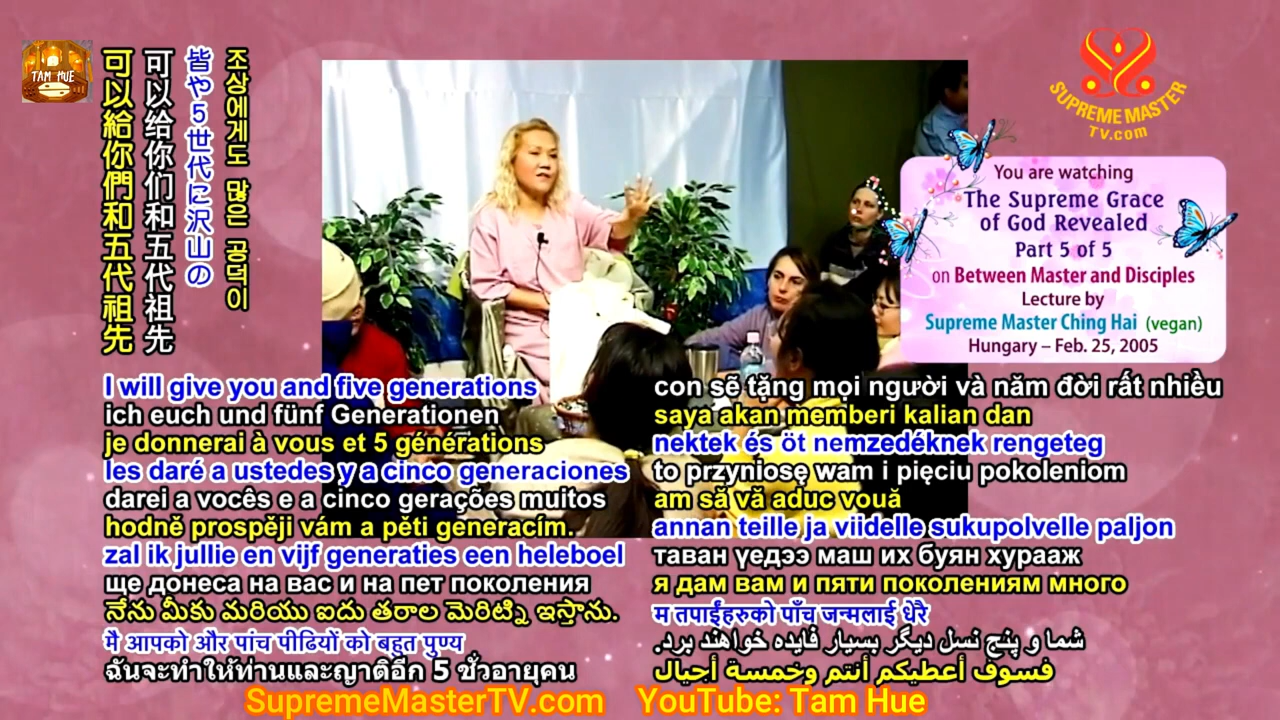 TAM HUE
可以給你們和五代祖先
可以给你们和五代祖先
皆や5世代に沢山の
조상에게도 많은 공덕이
SUPREME MASTER
TV.com
You are watching
The Supreme Grace
of God Revealed
Part 5 of 5
on Between Master and Disciples
Lecture by
Supreme Master Ching Hai (vegan)
Hungary – Feb. 25, 2005
I will give you and five generations
ich euch und fünf Generationen
je donnerai à vous et 5 générations
les daré a ustedes y a cinco generaciones
darei a vocês e a cinco gerações muitos
hodně prospěji vám a pěti generacím.
zal ik jullie en vijf generaties een heleboel
ще донеса на вас и на пет поколения
నేను మీకు మరియు ఐదు తరాల మెరిట్ని ఇస్తాను.
मै आपको और पांच पीढियों को बहुत पुण्य
ฉันจะทำให้ท่านและญาติอีก 5 ชั่วอายุคน
con sẽ tặng mọi người và năm đời rất nhiều
saya akan memberi kalian dan
nektek és öt nemzedéknek rengeteg
to przyniosę wam i pięciu pokoleniom
am să vă aduc vouă
annan teille ja viidelle sukupolvelle paljon
таван үедээ маш их буян хурааж
я дам вам и пяти поколениям много
म तपाईंहरुको पाँच जन्मलाई धेरै
شما و پنج نسل دیگر بسیار فایده خواهند برد.
فسوف أعطيكم أنتم وخمسة أجيال
SupremeMasterTV.com YouTube: Tam Hue